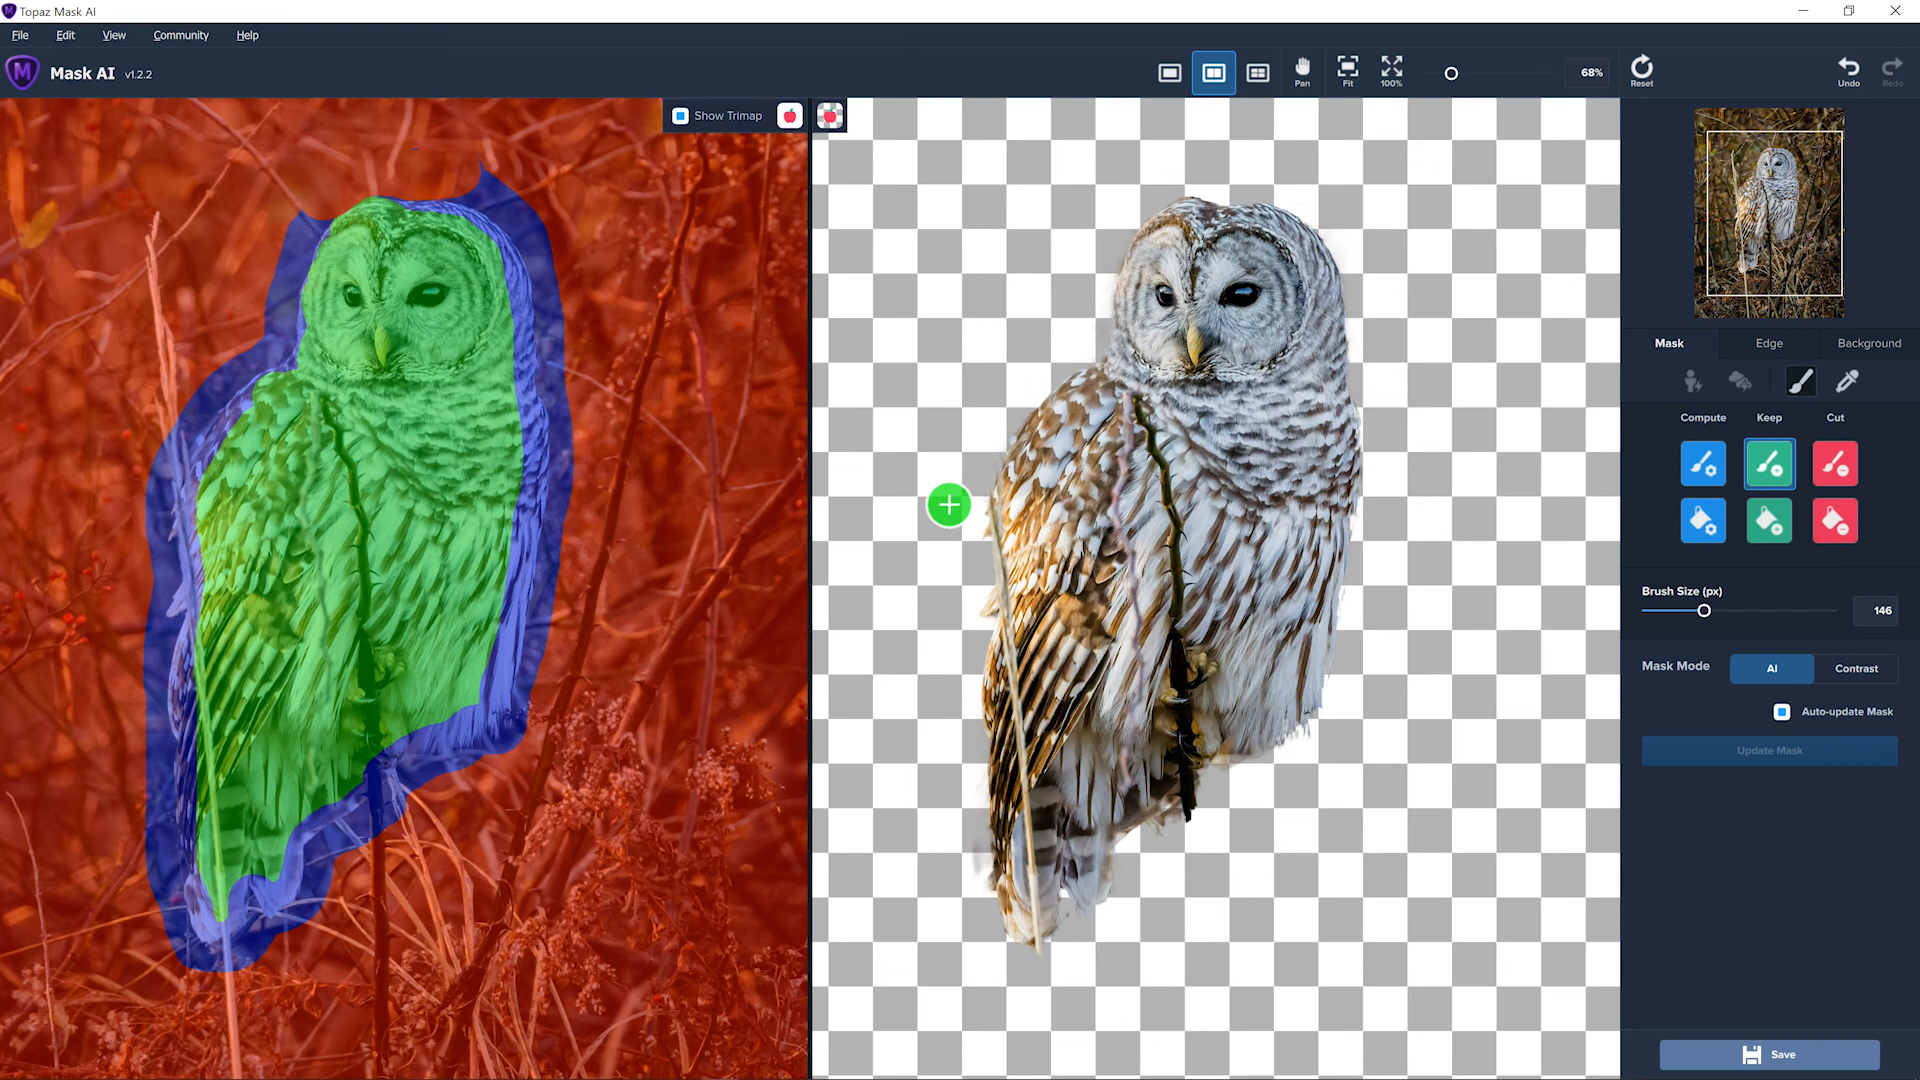 Topaz Mask AI
File Edit View Community Help
Mask AI v1.2.2
Pan Fit 100% 68% Reset Undo Redo
Show Trimap
Mask Edge Background
Compute Keep Cut
Brush Size (px)
146
Mask Mode AI Contrast
Auto-update Mask
Update Mask
Save